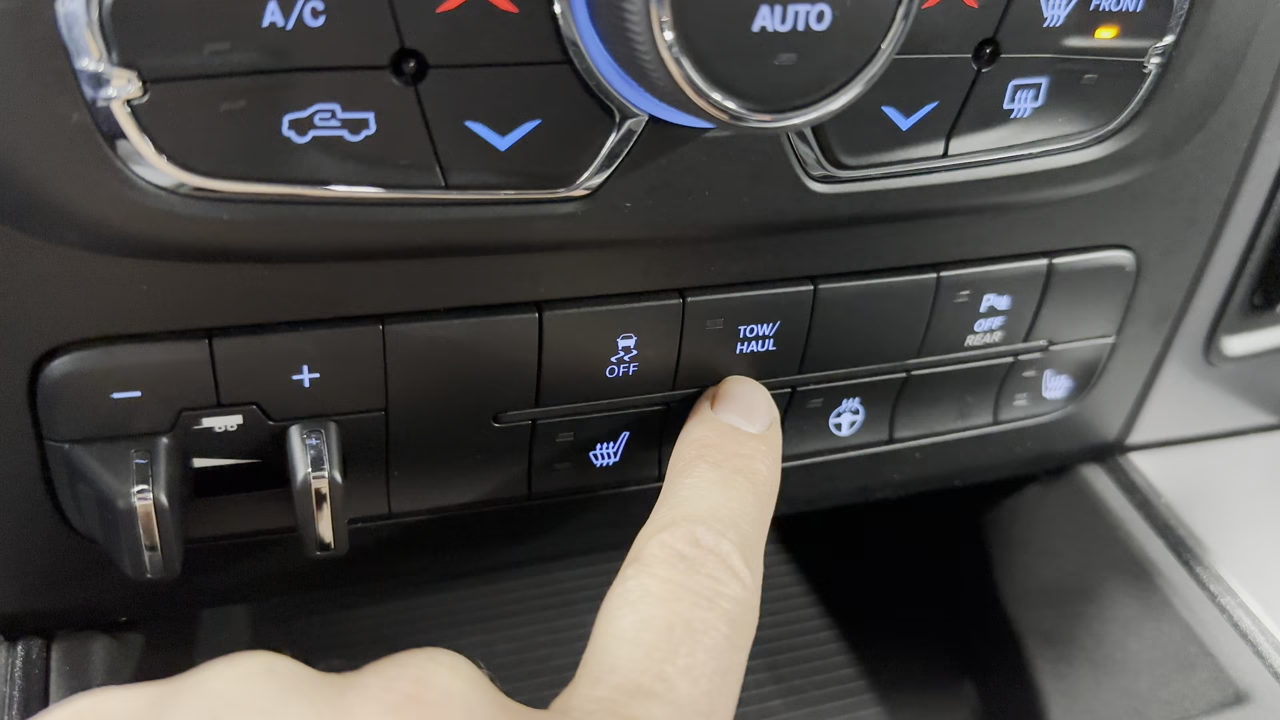 A/C
AUTO
FRONT
−
+
OFF
TOW/
HAUL
P
OFF
REAR